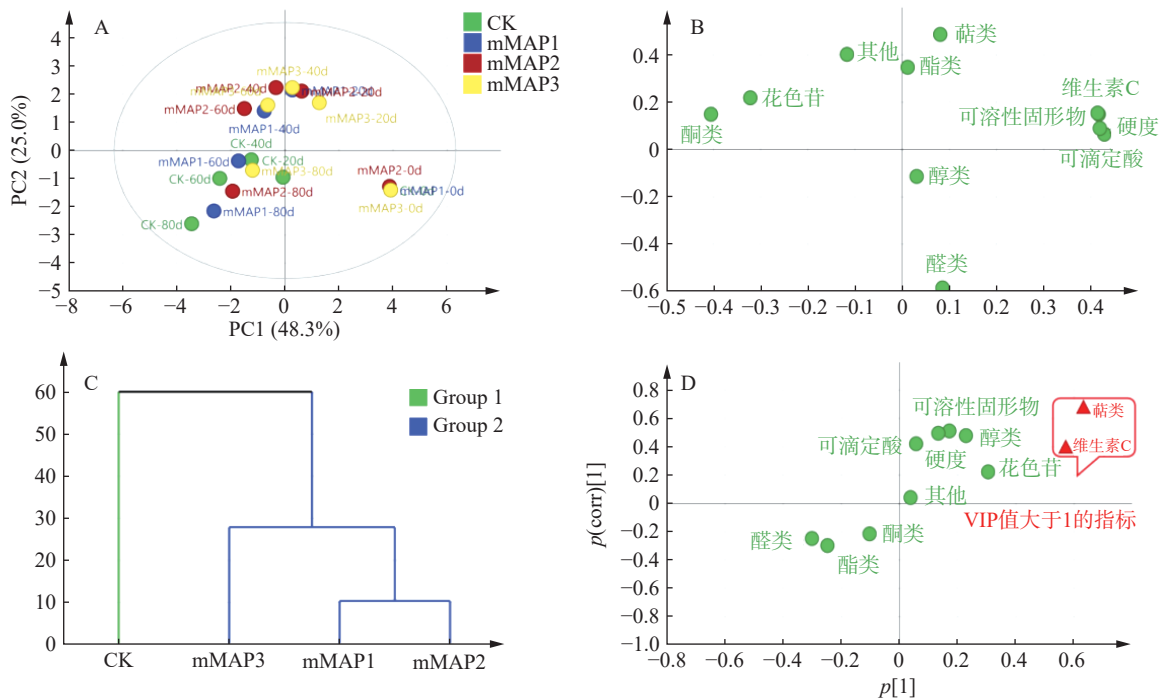 A
CK
mMAP1
mMAP2
mMAP3
PC2 (25.0%)
4
3
2
1
0
−1
−2
−3
−4
−5
mMAP3-40d
mMAP2-40d
mMAP2-20d
mMAP2-60d
mMAP3-20d
mMAP1-40d
CK-40d
CK-20d
mMAP1-60d
mMAP3-80d
CK-60d
mMAP2-80d
mMAP2-0d
mMAP1-0d
mMAP3-0d
mMAP1-80d
CK-80d
−8
−6
−4
−2
0
2
4
6
PC1 (48.3%)
B
0.4
0.2
0
−0.2
−0.4
−0.6
萜类
其他
酯类
维生素C
花色苷
可溶性固形物
硬度
酮类
可滴定酸
醇类
醛类
−0.5
−0.4
−0.3
−0.2
−0.1
0
0.1
0.2
0.3
0.4
C
Group 1
Group 2
60
50
40
30
20
10
0
CK
mMAP3
mMAP1
mMAP2
D
p(corr)[1]
0.8
0.6
0.4
0.2
0
−0.2
−0.4
−0.6
−0.8
−1.0
可溶性固形物
萜类
可滴定酸
醇类
维生素C
硬度
花色苷
其他
VIP值大于1的指标
醛类
酮类
酯类
−0.8
−0.6
−0.4
−0.2
0
0.2
0.4
0.6
p[1]